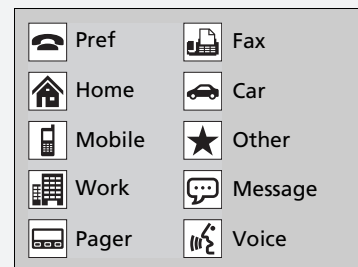 Pref
Fax
Home
Car
Mobile
Other
Work
Message
Pager
Voice